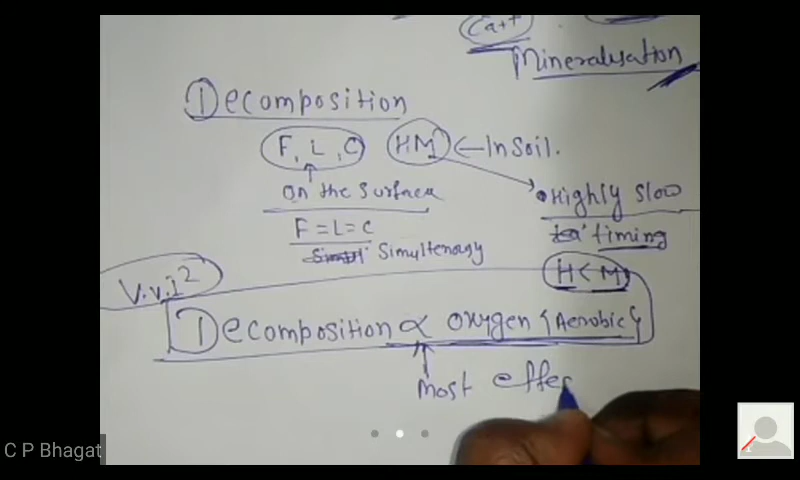 Ca++
Mineralisation
Decomposition
F, L, C HM ← In Soil.
on the surface
Highly slow
F = L = C
timing
Simultenosy
H < M
V.v.i²
Decomposition ∝ oxygen {Aerobic}
Most effec
C P Bhagat